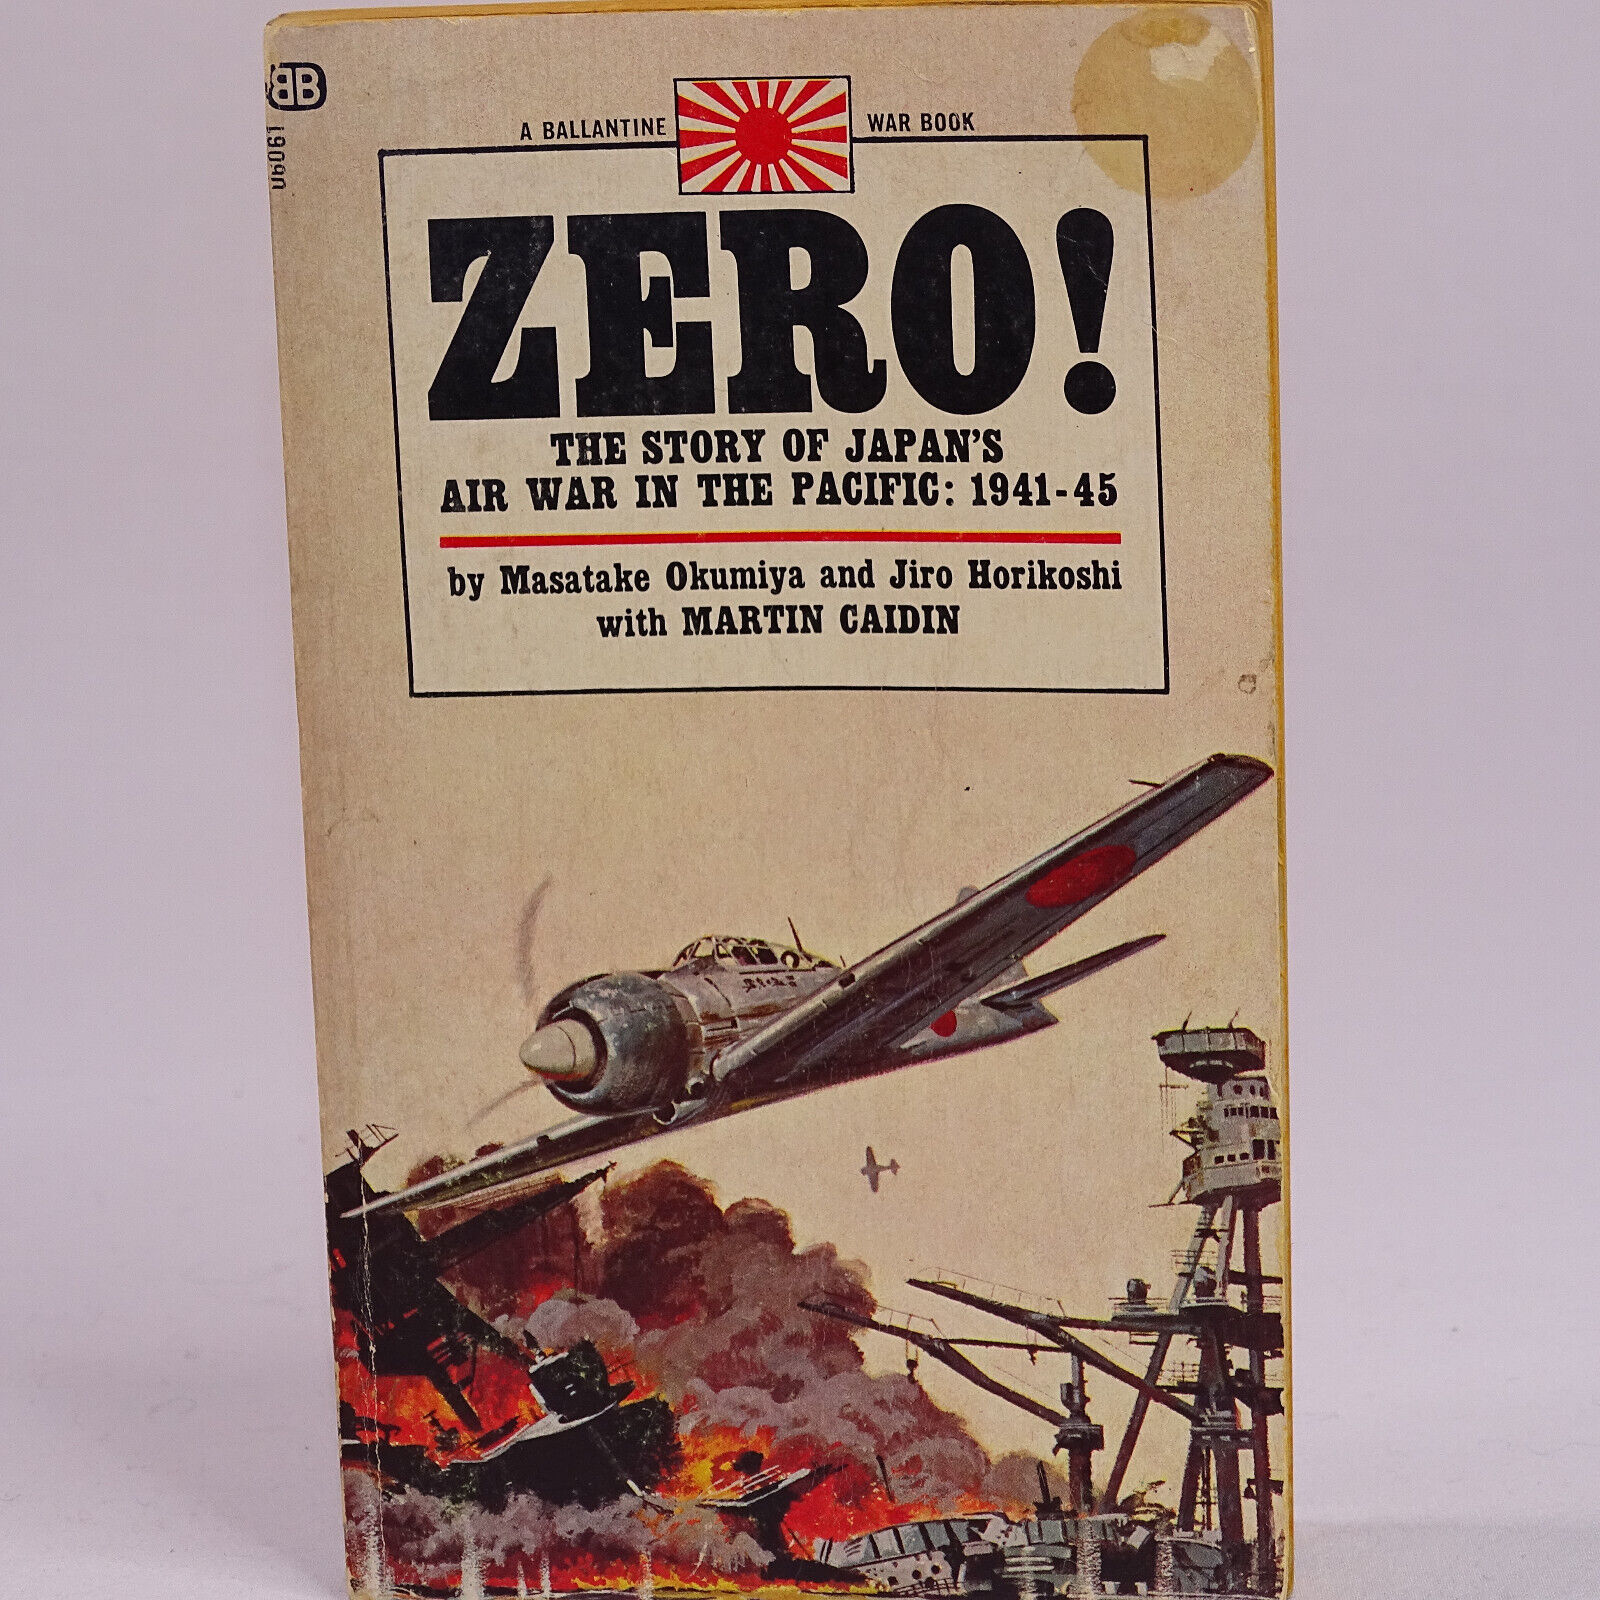 BB
U6061
A BALLANTINE WAR BOOK
ZERO!
THE STORY OF JAPAN'S
AIR WAR IN THE PACIFIC: 1941-45
by Masatake Okumiya and Jiro Horikoshi
with MARTIN CAIDIN